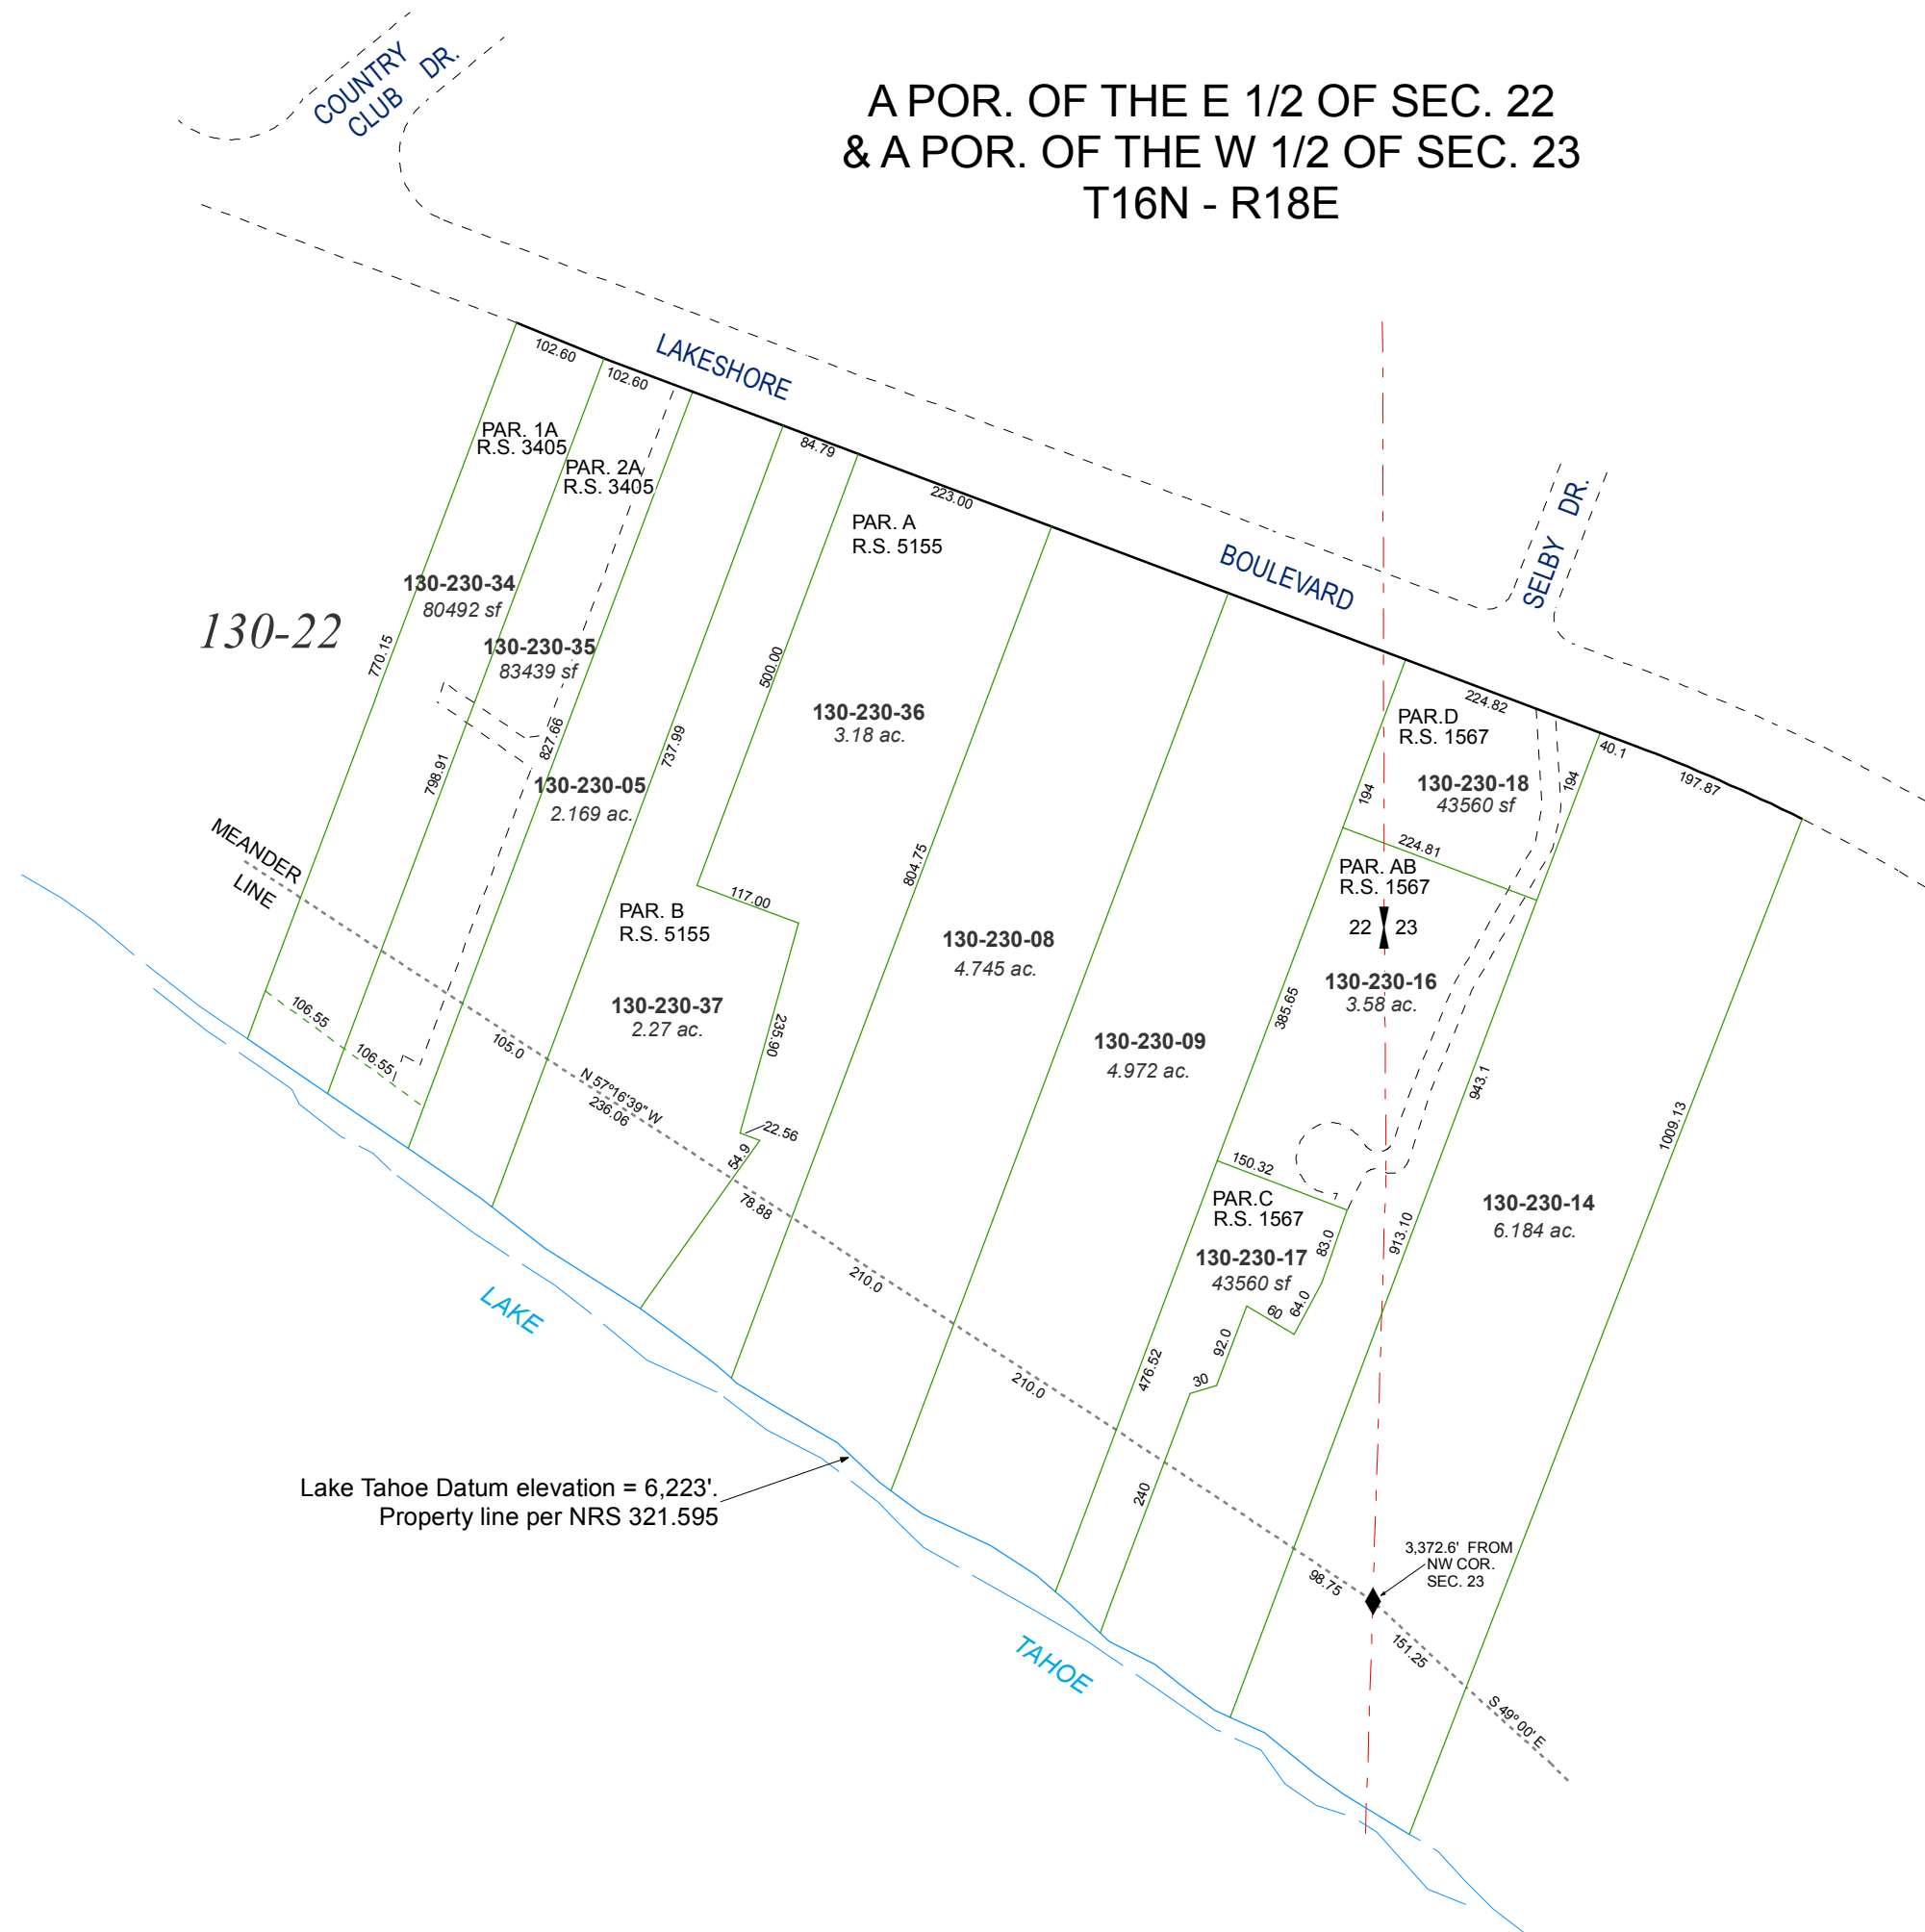 COUNTRY
CLUB DR.
A POR. OF THE E 1/2 OF SEC. 22
& A POR. OF THE W 1/2 OF SEC. 23
T16N - R18E
102.60
102.60
LAKESHORE
84.79
223.00
BOULEVARD
SELBY DR.
224.82
40.1
197.87
PAR. 1A
R.S. 3405
PAR. 2A
R.S. 3405
PAR. A
R.S. 5155
130-22
130-230-34
80492 sf
130-230-35
83439 sf
770.15
798.91
827.66
737.99
500.00
130-230-05
2.169 ac.
130-230-36
3.18 ac.
PAR.D
R.S. 1567
130-230-18
43560 sf
194
194
224.81
PAR. AB
R.S. 1567
22 23
130-230-16
3.58 ac.
MEANDER
LINE
117.00
804.75
PAR. B
R.S. 5155
130-230-37
2.27 ac.
235.90
130-230-08
4.745 ac.
130-230-09
4.972 ac.
385.65
943.1
1009.13
106.55
106.55
105.0
N 57°16'39" W
236.06
22.56
54.9
78.88
210.0
210.0
150.32
PAR.C
R.S. 1567
130-230-17
43560 sf
83.0
64.0
60
92.0
30
913.10
130-230-14
6.184 ac.
476.52
240
LAKE
Lake Tahoe Datum elevation = 6,223'.
Property line per NRS 321.595
3,372.6' FROM
NW COR.
SEC. 23
98.75
151.25
S 49° 00' E
TAHOE